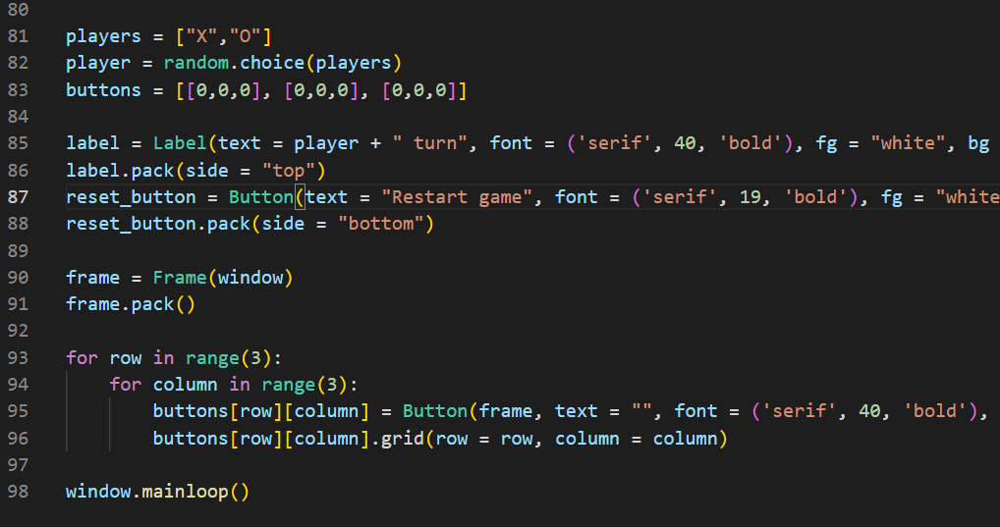 80
81 players = ["X","O"]
82 player = random.choice(players)
83 buttons = [[0,0,0], [0,0,0], [0,0,0]]
84
85 label = Label(text = player + " turn", font = ('serif', 40, 'bold'), fg = "white", bg
86 label.pack(side = "top")
87 reset_button = Button(text = "Restart game", font = ('serif', 19, 'bold'), fg = "white
88 reset_button.pack(side = "bottom")
89
90 frame = Frame(window)
91 frame.pack()
92
93 for row in range(3):
94     for column in range(3):
95         buttons[row][column] = Button(frame, text = "", font = ('serif', 40, 'bold'),
96         buttons[row][column].grid(row = row, column = column)
97
98 window.mainloop()